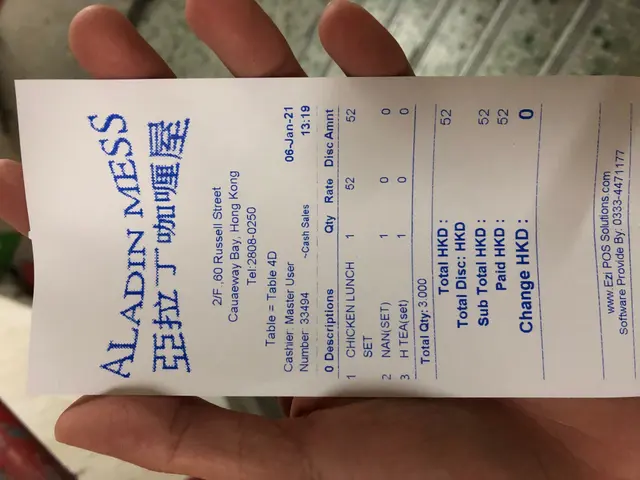 ALADIN MESS
亞拉丁咖喱屋
2/F ,60 Russell Street
Cauaeway Bay, Hong Kong
Tel:2808-0250
Table = Table 4D
Cashier Master User 06-Jan-21
Number 33494 ~Cash Sales 13:19
0 Descriptions Qty Rate Disc Amnt
1 CHICKEN LUNCH 1 52 52
SET
2 NAN(SET) 1 0 0
3 H TEA(set) 1 0 0
Total Qty: 3.000
Total HKD : 52
Total Disc: HKD
Sub Total HKD : 52
Paid HKD : 52
Change HKD : 0
www.Ezi POS Solutions.com
Software Provide By: 0333-4471177